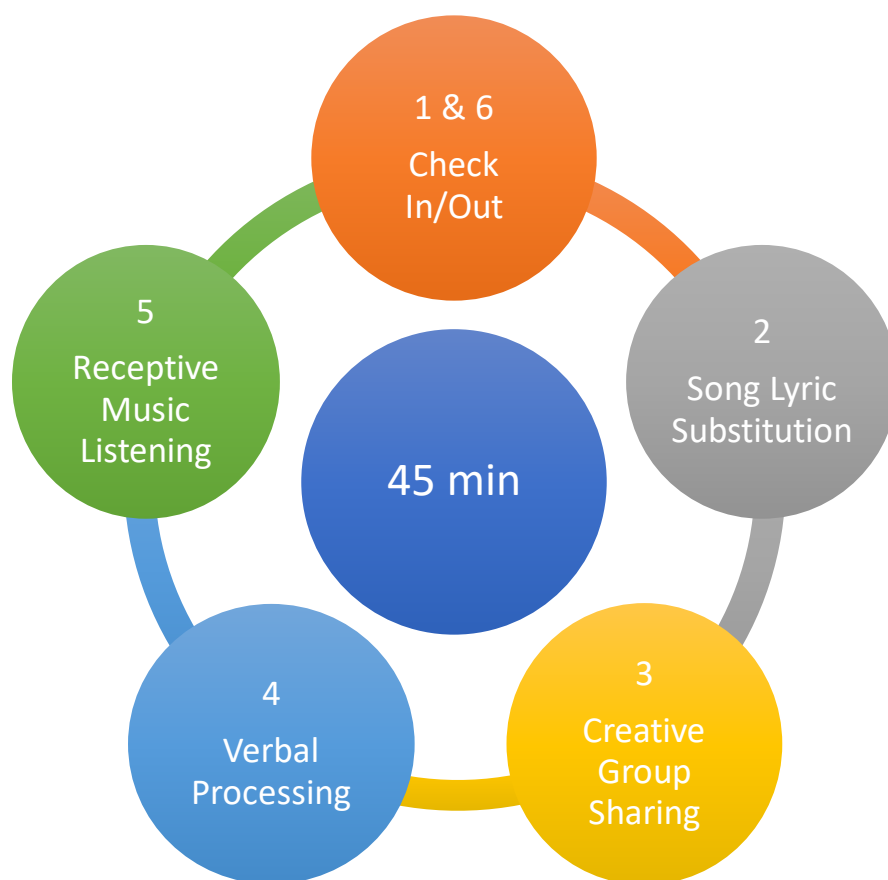 1 & 6
Check
In/Out
2
Song Lyric
Substitution
3
Creative
Group
Sharing
4
Verbal
Processing
5
Receptive
Music
Listening
45 min